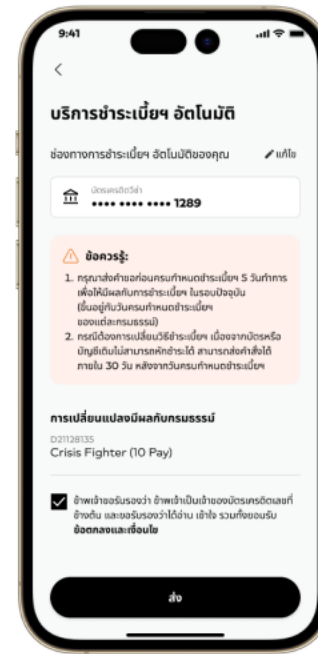 9:41
บริการชำระเบี้ยฯ อัตโนมัติ
ช่องทางการชำระเบี้ยฯ อัตโนมัติของคุณ แก้ไข
บัตรเครดิตวีซ่า
•••• •••• •••• 1289
ข้อควรรู้:
1. กรุณาส่งคำขอก่อนครบกำหนดชำระเบี้ยฯ 5 วันทำการ
เพื่อให้มีผลกับการชำระเบี้ยฯ ในรอบปัจจุบัน
(ขึ้นอยู่กับวันครบกำหนดชำระเบี้ยฯ
ของแต่ละกรมธรรม์)
2. กรณีต้องการเปลี่ยนวิธีชำระเบี้ยฯ เนื่องจากบัตรหรือ
บัญชีเดิมไม่สามารถหักชำระได้ สามารถส่งคำสั่งได้
ภายใน 30 วัน หลังจากวันครบกำหนดชำระเบี้ยฯ
การเปลี่ยนแปลงมีผลกับกรมธรรม์
D21128135
Crisis Fighter (10 Pay)
ข้าพเจ้าขอรับรองว่า ข้าพเจ้าเป็นเจ้าของบัตรเครดิตเลขที่
ข้างต้น และขอรับรองว่าได้อ่าน เข้าใจ รวมทั้งยอมรับ
ข้อตกลงและเงื่อนไข
ส่ง